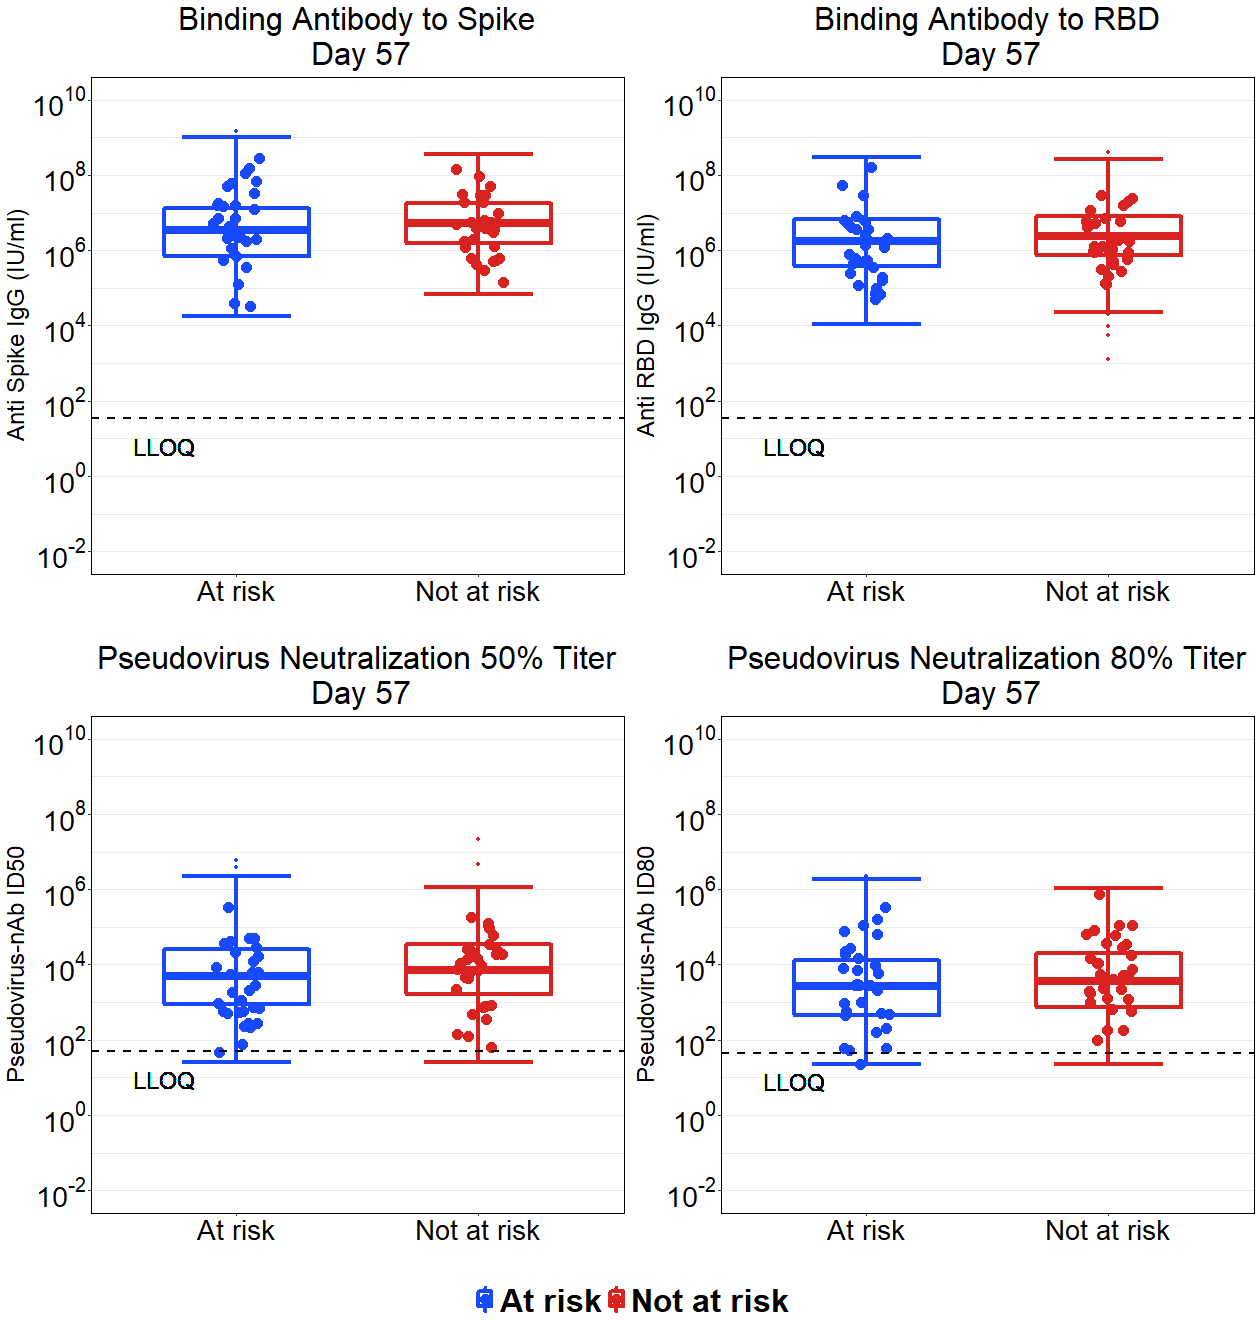 Binding Antibody to Spike
Day 57
Anti Spike IgG (IU/ml)
10^10
10^8
10^6
10^4
10^2
10^0
10^-2
LLOQ
At risk
Not at risk
Binding Antibody to RBD
Day 57
Anti RBD IgG (IU/ml)
10^10
10^8
10^6
10^4
10^2
10^0
10^-2
LLOQ
At risk
Not at risk
Pseudovirus Neutralization 50% Titer
Day 57
Pseudovirus-nAb ID50
10^10
10^8
10^6
10^4
10^2
10^0
10^-2
LLOQ
At risk
Not at risk
Pseudovirus Neutralization 80% Titer
Day 57
Pseudovirus-nAb ID80
10^10
10^8
10^6
10^4
10^2
10^0
10^-2
LLOQ
At risk
Not at risk
At risk Not at risk